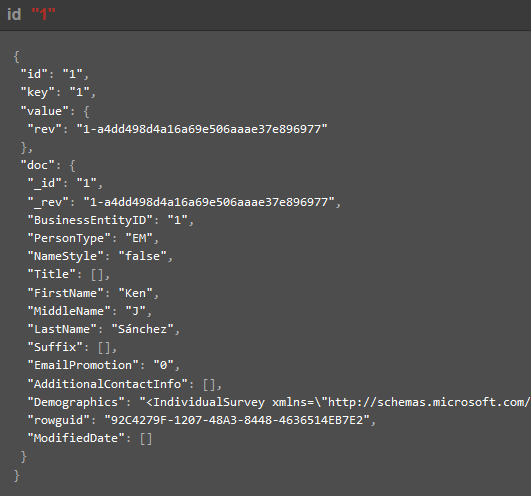 id "1"
{
"id": "1",
"key": "1",
"value": {
"rev": "1-a4dd498d4a16a69e506aaae37e896977"
},
"doc": {
"_id": "1",
"_rev": "1-a4dd498d4a16a69e506aaae37e896977",
"BusinessEntityID": "1",
"PersonType": "EM",
"NameStyle": "false",
"Title": [],
"FirstName": "Ken",
"MiddleName": "J",
"LastName": "Sánchez",
"Suffix": [],
"EmailPromotion": "0",
"AdditionalContactInfo": [],
"Demographics": "<IndividualSurvey xmlns=\"http://schemas.microsoft.com/
"rowguid": "92C4279F-1207-48A3-8448-4636514EB7E2",
"ModifiedDate": []
}
}